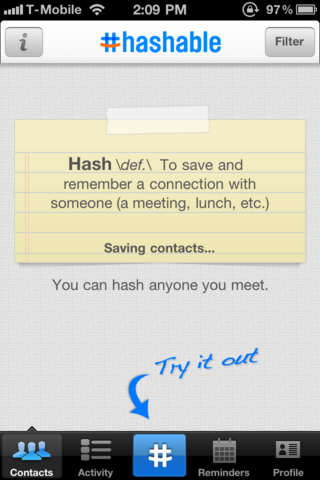 T-Mobile 2:09 PM 97%
i #hashable Filter
Hash \def.\ To save and
remember a connection with
someone (a meeting, lunch, etc.)
Saving contacts...
You can hash anyone you meet.
Try it out
#
Contacts Activity Reminders Profile